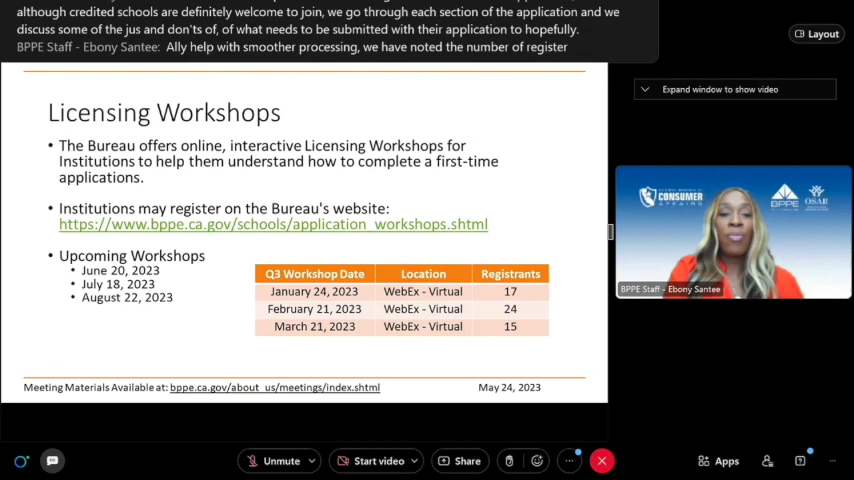 although credited schools are definitely welcome to join, we go through each section of the application and we
discuss some of the jus and don'ts of, of what needs to be submitted with their application to hopefully.
BPPE Staff - Ebony Santee: Ally help with smoother processing, we have noted the number of register
Layout
Expand window to show video
Licensing Workshops
• The Bureau offers online, interactive Licensing Workshops for
Institutions to help them understand how to complete a first-time
applications.
• Institutions may register on the Bureau's website:
https://www.bppe.ca.gov/schools/application_workshops.shtml
• Upcoming Workshops
• June 20, 2023
• July 18, 2023
• August 22, 2023
Q3 Workshop Date Location Registrants
January 24, 2023 WebEx - Virtual 17
February 21, 2023 WebEx - Virtual 24
March 21, 2023 WebEx - Virtual 15
CONSUMER
AFFAIRS
BPPE
OSAR
BPPE Staff - Ebony Santee
Meeting Materials Available at: bppe.ca.gov/about_us/meetings/index.shtml May 24, 2023
Unmute
Start video
Share
Apps